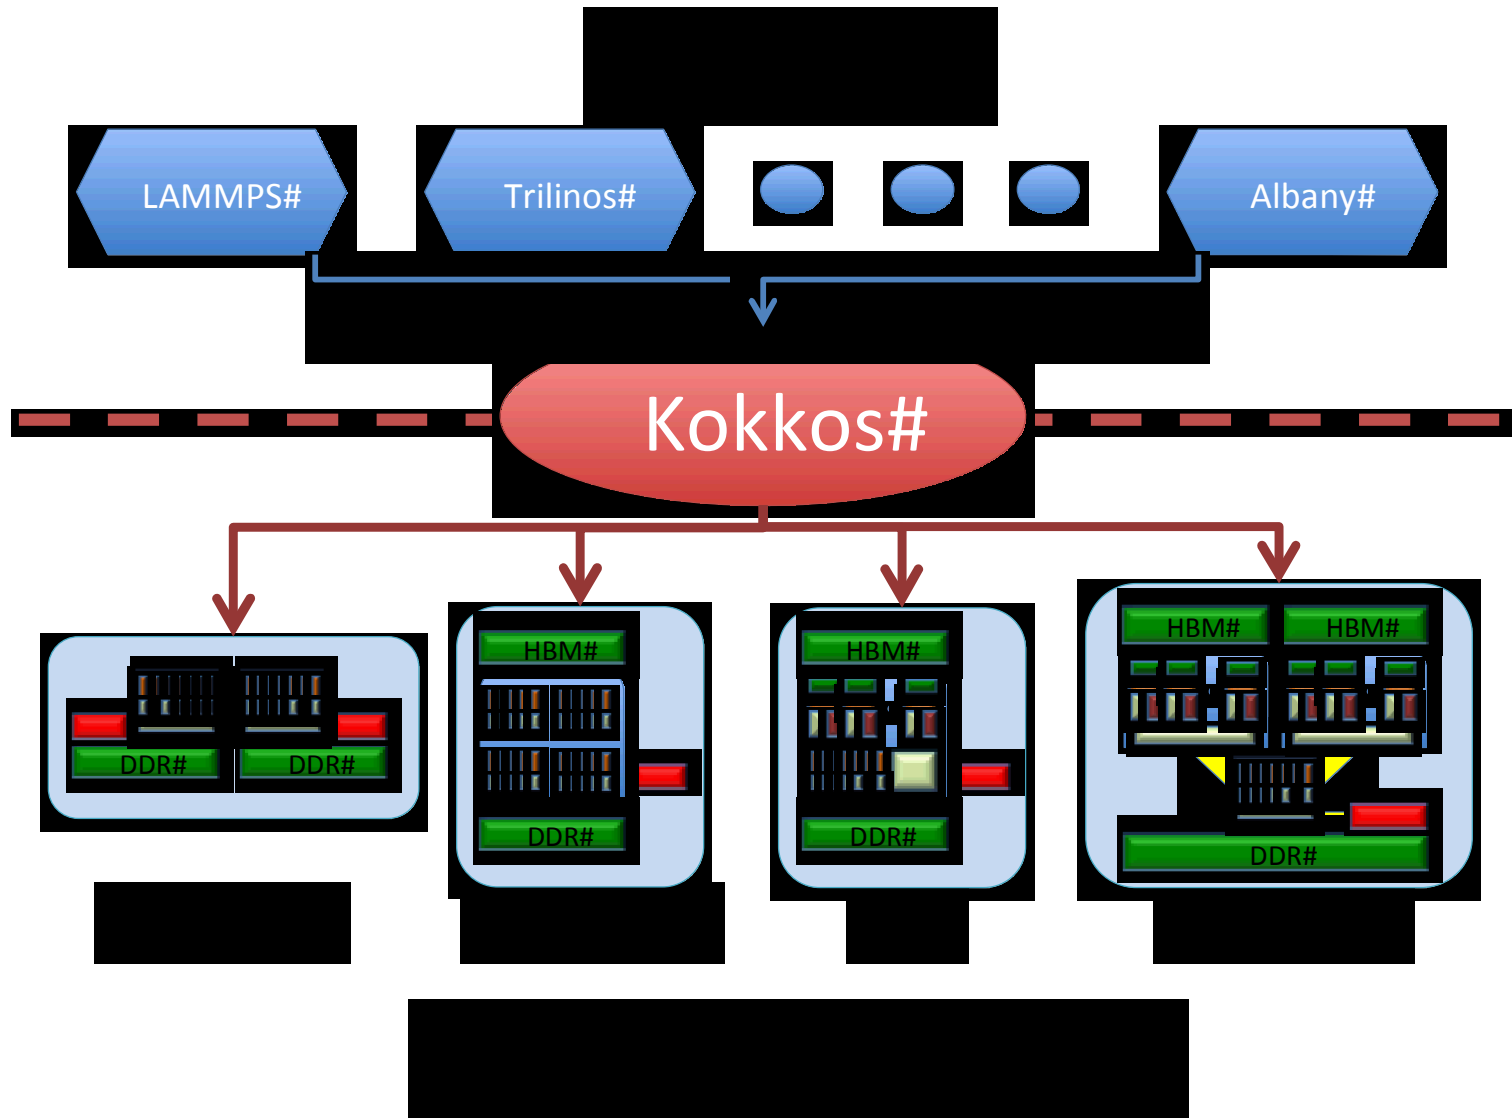 LAMMPS#
Trilinos#
Albany#
Kokkos#
HBM#
HBM#
HBM#
HBM#
DDR#
DDR#
DDR#
DDR#
DDR#